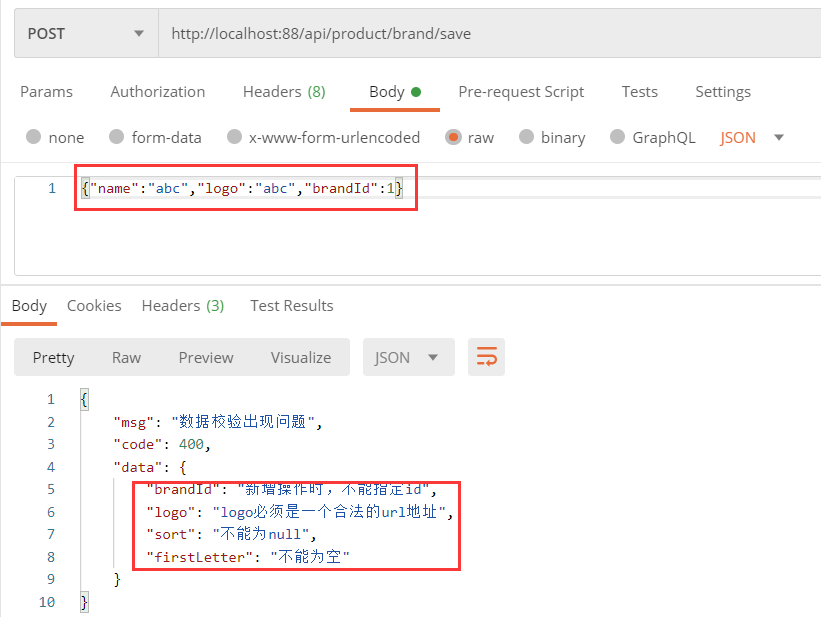 POST http://localhost:88/api/product/brand/save
Params Authorization Headers (8) Body Pre-request Script Tests Settings
none form-data x-www-form-urlencoded raw binary GraphQL JSON
1 {"name":"abc","logo":"abc","brandId":1}
Body Cookies Headers (3) Test Results
Pretty Raw Preview Visualize JSON
1 {
2 "msg": "数据校验出现问题",
3 "code": 400,
4 "data": {
5 "brandId": "新增操作时，不能指定id",
6 "logo": "logo必须是一个合法的url地址",
7 "sort": "不能为null",
8 "firstLetter": "不能为空"
9 }
10 }